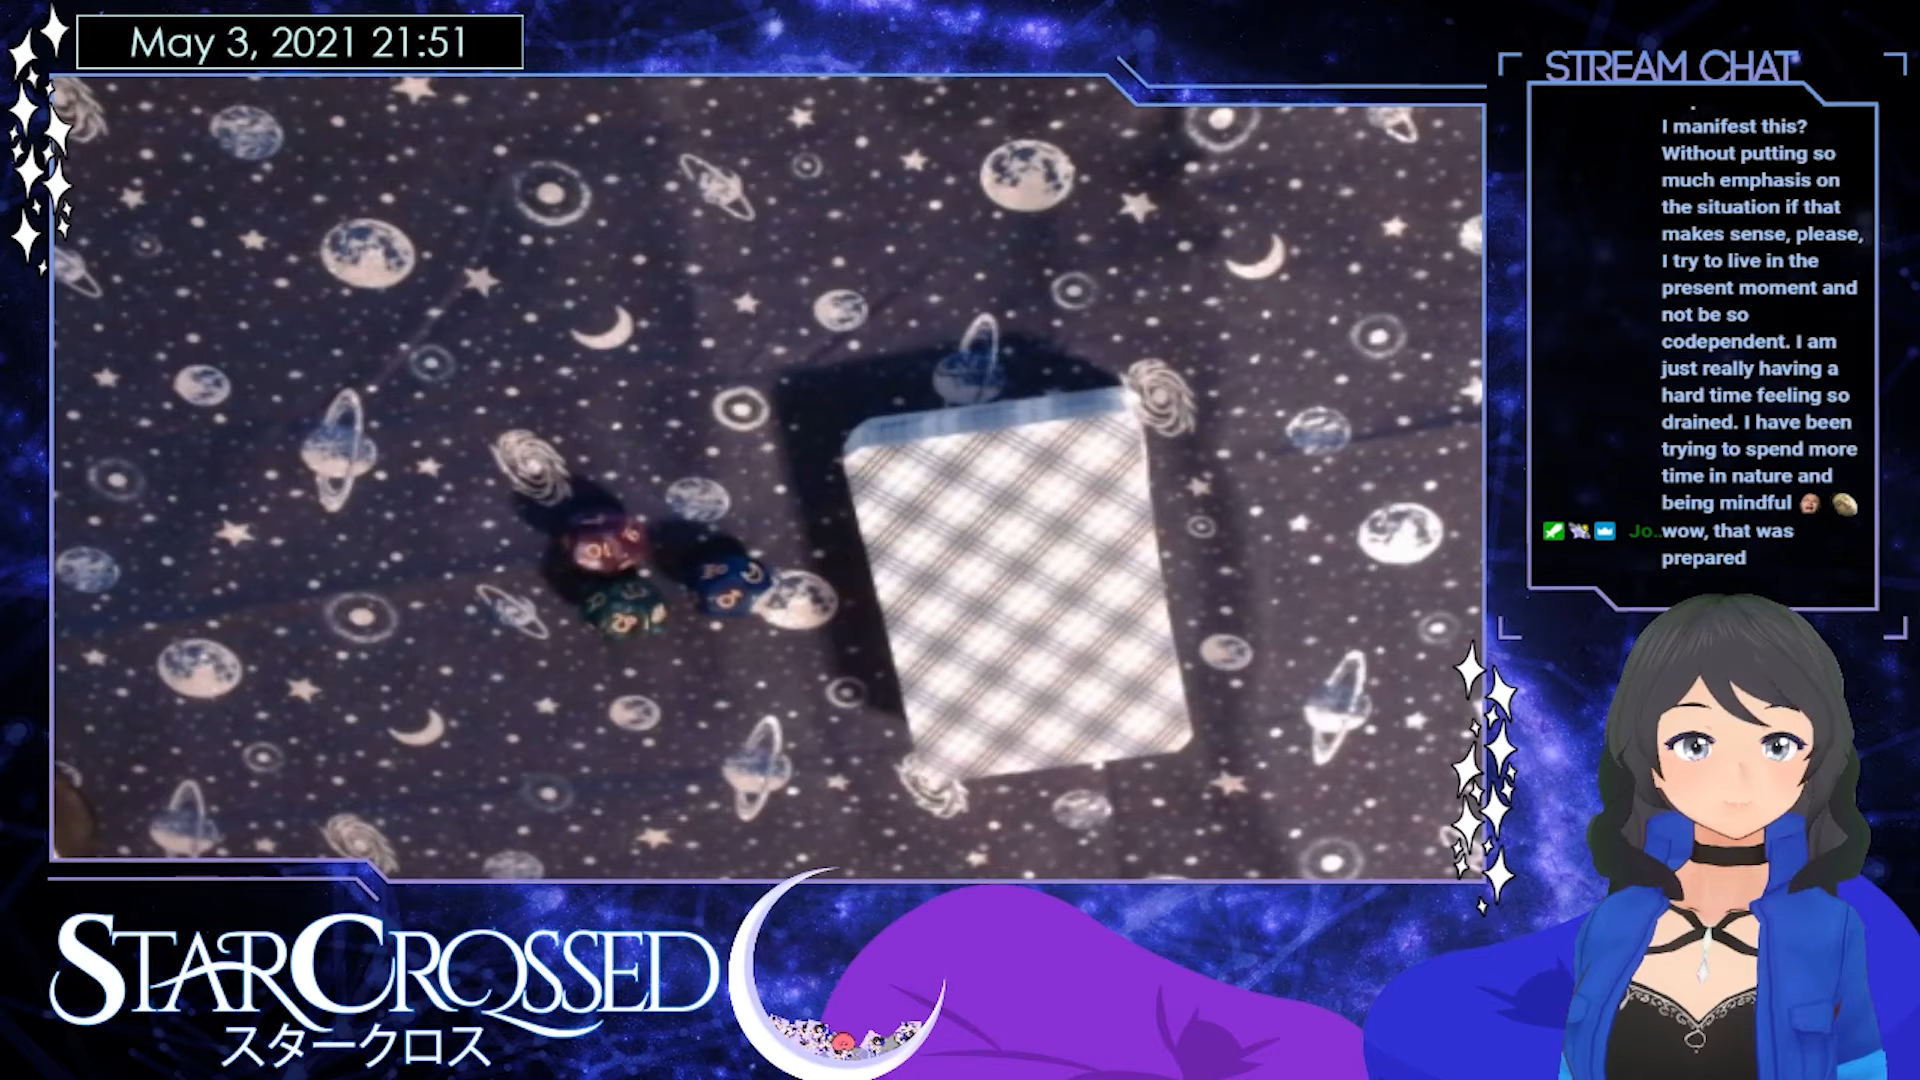 May 3, 2021 21:51
STREAM CHAT
I manifest this?
Without putting so
much emphasis on
the situation if that
makes sense, please,
I try to live in the
present moment and
not be so
codependent. I am
just really having a
hard time feeling so
drained. I have been
trying to spend more
time in nature and
being mindful
Jo..wow, that was
prepared
10
STARCROSSED
スタークロス